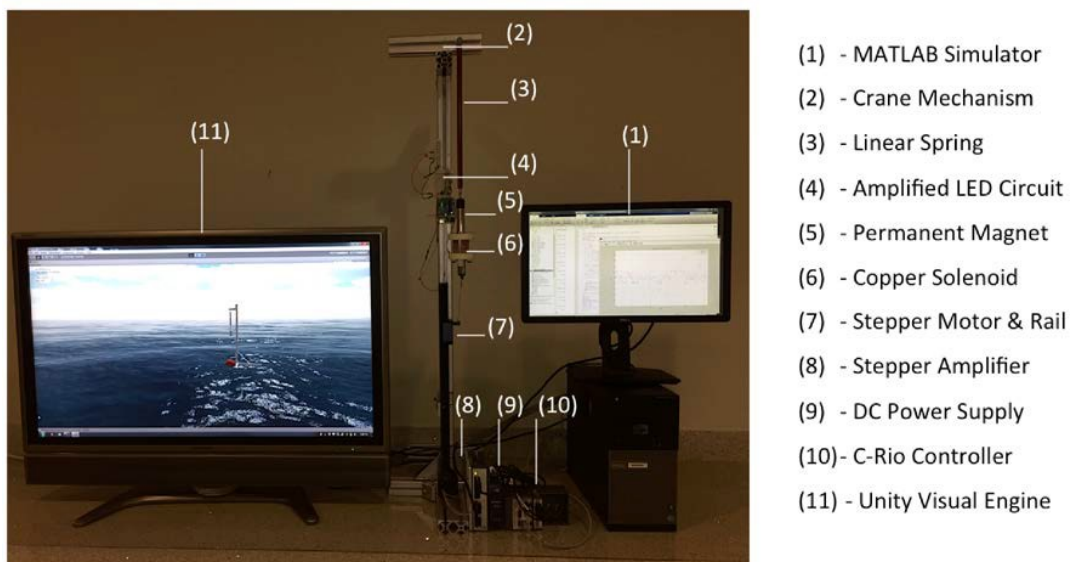 (2)
(3)
(11)
(1)
(4)
(5)
(6)
(7)
(8) (9) (10)
(1) - MATLAB Simulator
(2) - Crane Mechanism
(3) - Linear Spring
(4) - Amplified LED Circuit
(5) - Permanent Magnet
(6) - Copper Solenoid
(7) - Stepper Motor & Rail
(8) - Stepper Amplifier
(9) - DC Power Supply
(10) - C-Rio Controller
(11) - Unity Visual Engine